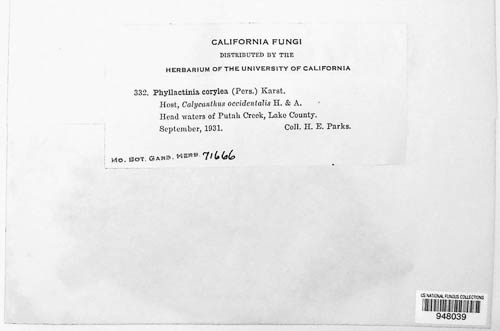 CALIFORNIA FUNGI
DISTRIBUTED BY THE
HERBARIUM OF THE UNIVERSITY OF CALIFORNIA
332. Phyllactinia corylea (Pers.) Karst.
Host, Calycanthus occidentalis H. & A.
Head waters of Putah Creek, Lake County.
September, 1931. Coll. H. E. Parks.
MO. BOT. GARD. HERB. 71666
US NATIONAL FUNGUS COLLECTIONS
948039